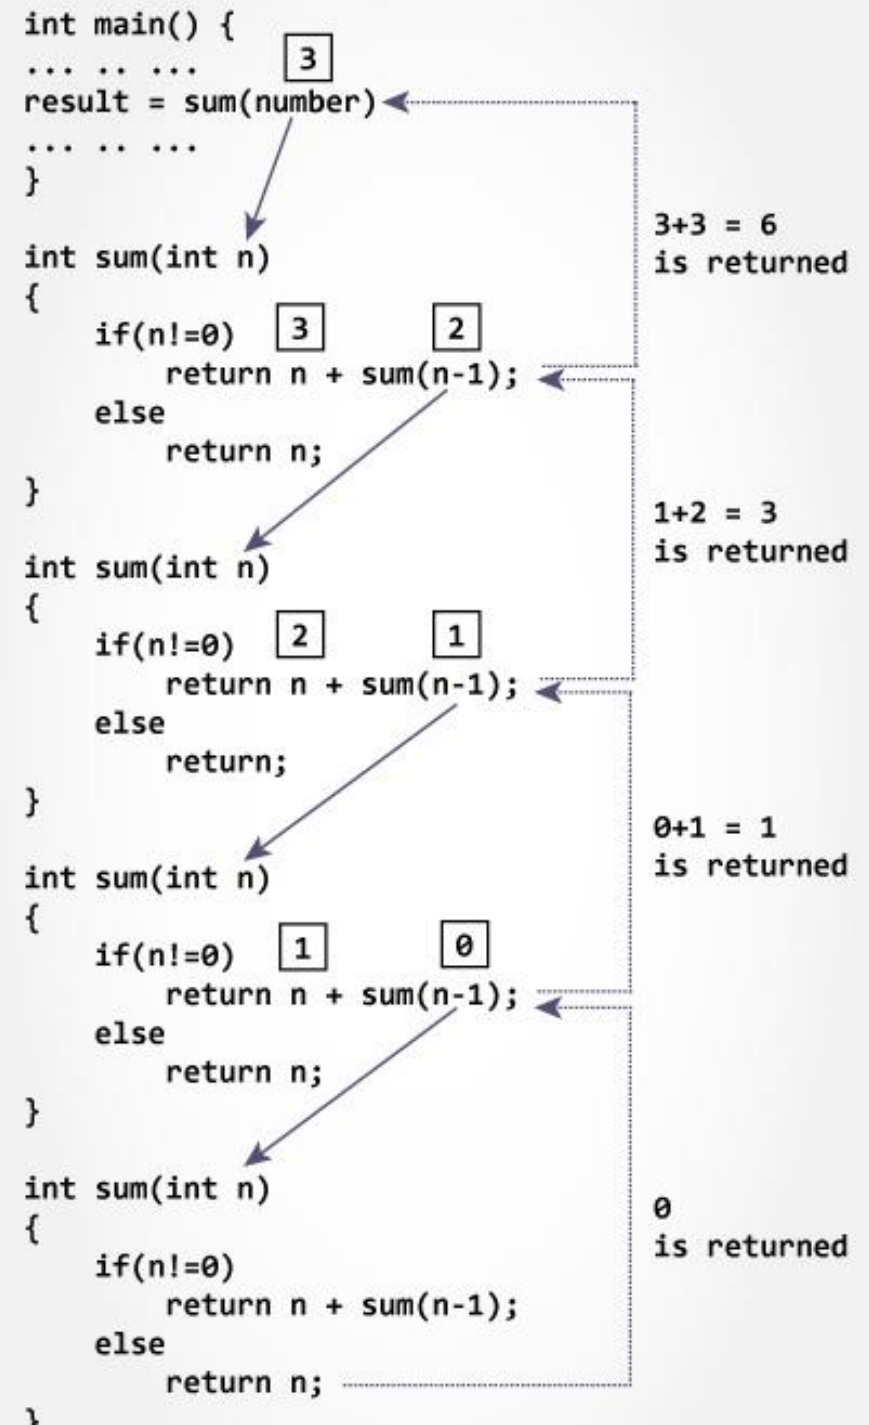 int main() {
... .. ...
3
result = sum(number)
... .. ...
}
3+3 = 6
is returned
int sum(int n)
{
if(n!=0)
3
2
return n + sum(n-1);
else
return n;
}
1+2 = 3
is returned
int sum(int n)
{
if(n!=0)
2
1
return n + sum(n-1);
else
return;
}
0+1 = 1
is returned
int sum(int n)
{
if(n!=0)
1
0
return n + sum(n-1);
else
return n;
}
int sum(int n)
{
0
is returned
if(n!=0)
return n + sum(n-1);
else
return n;
}